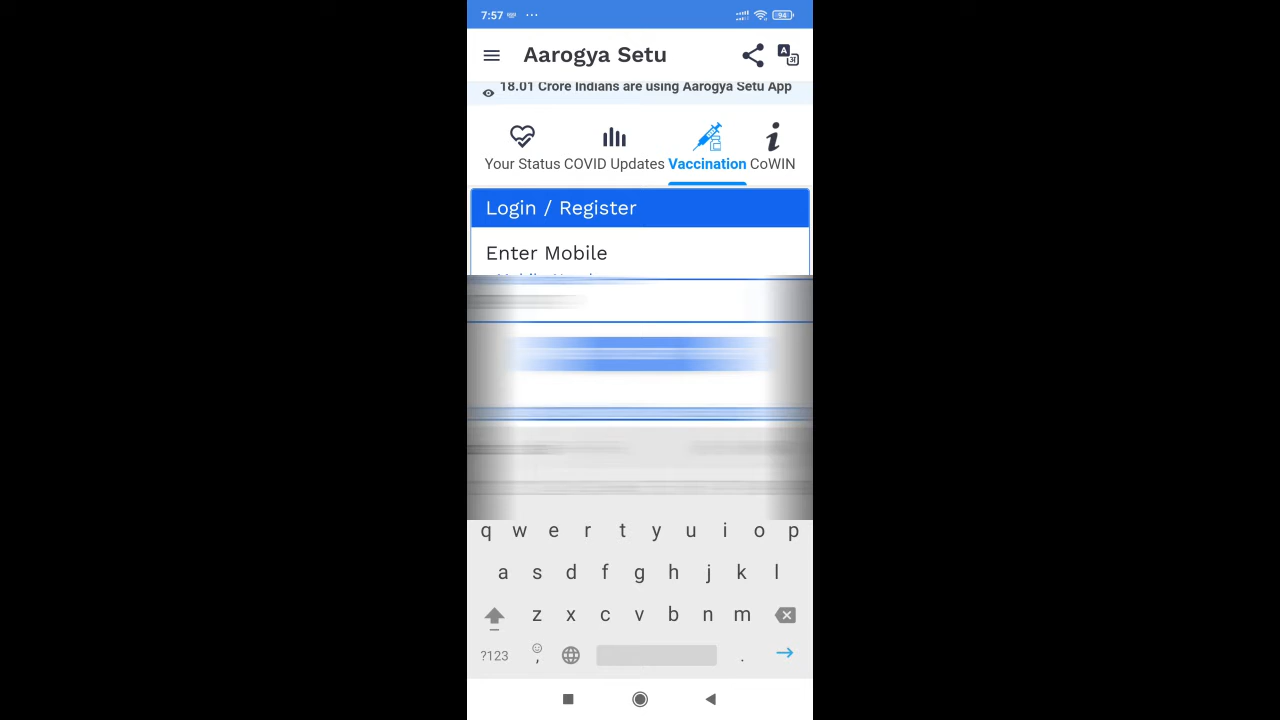 7:57 ... 94
Aarogya Setu
A
18.01 Crore Indians are using Aarogya Setu App
Your Status COVID Updates Vaccination CoWIN
Login / Register
Enter Mobile
q w e r t y u i o p
a s d f g h j k l
z x c v b n m
?123 , .